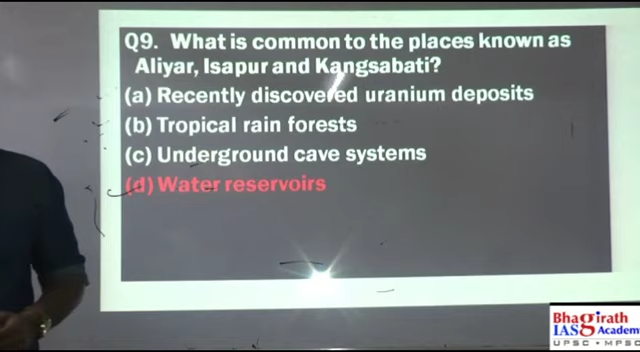 Q9. What is common to the places known as
Aliyar, Isapur and Kangsabati?
(a) Recently discovered uranium deposits
(b) Tropical rain forests
(c) Underground cave systems
(d) Water reservoirs
Bhagirath
IAS Academ
UPSC • MPSC